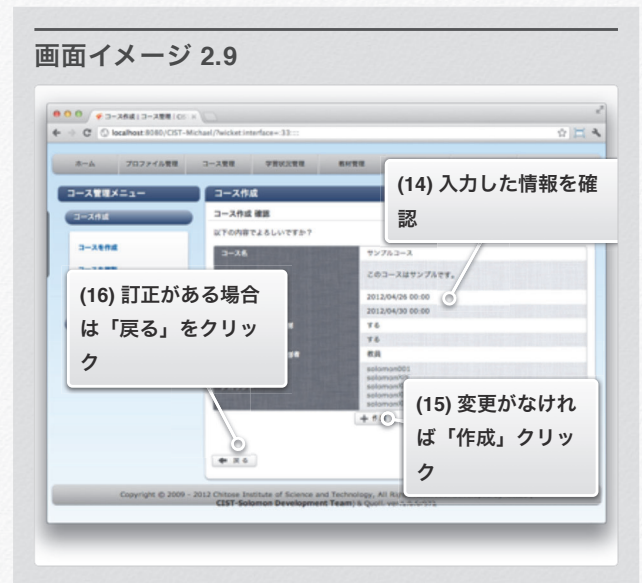 画面イメージ 2.9
コース作成 | コース管理 | CIS
localhost:8080/CIST-Michael/?wicket:interface=:33::::
ホーム プロファイル管理 コース管理 学習状況管理 教材管理
コース管理メニュー
コース作成
コースを作成
コース作成
コース作成 確認
以下の内容でよろしいですか？
コース名 サンプルコース
このコースはサンプルです。
2012/04/26 00:00
2012/04/30 00:00
する
する
教員
solomon001
(14) 入力した情報を確
認
(16) 訂正がある場合
は「戻る」をクリッ
ク
(15) 変更がなけれ
ば「作成」クリッ
ク
戻る
Copyright © 2009 - 2012 Chitose Institute of Science and Technology, All
CIST-Solomon Development Team